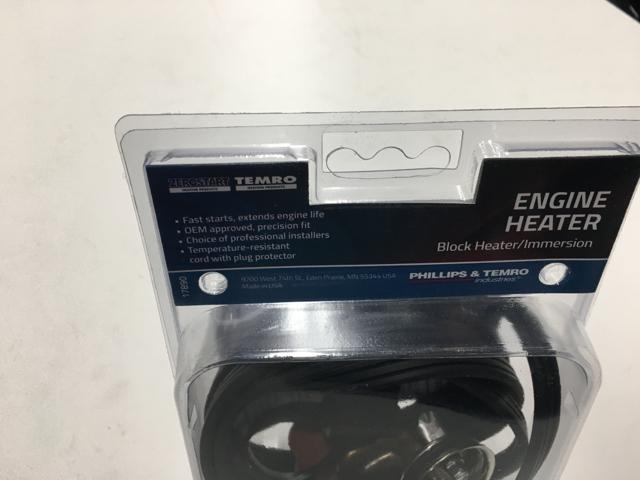 ZEROSTART TEMRO
• Fast starts, extends engine life
• OEM approved, precision fit
• Choice of professional installers
• Temperature-resistant
cord with plug protector
ENGINE
HEATER
Block Heater/Immersion
9700 West 74th St., Eden Prairie, MN 55344 USA
Made in USA
PHILLIPS & TEMRO
industries
17890